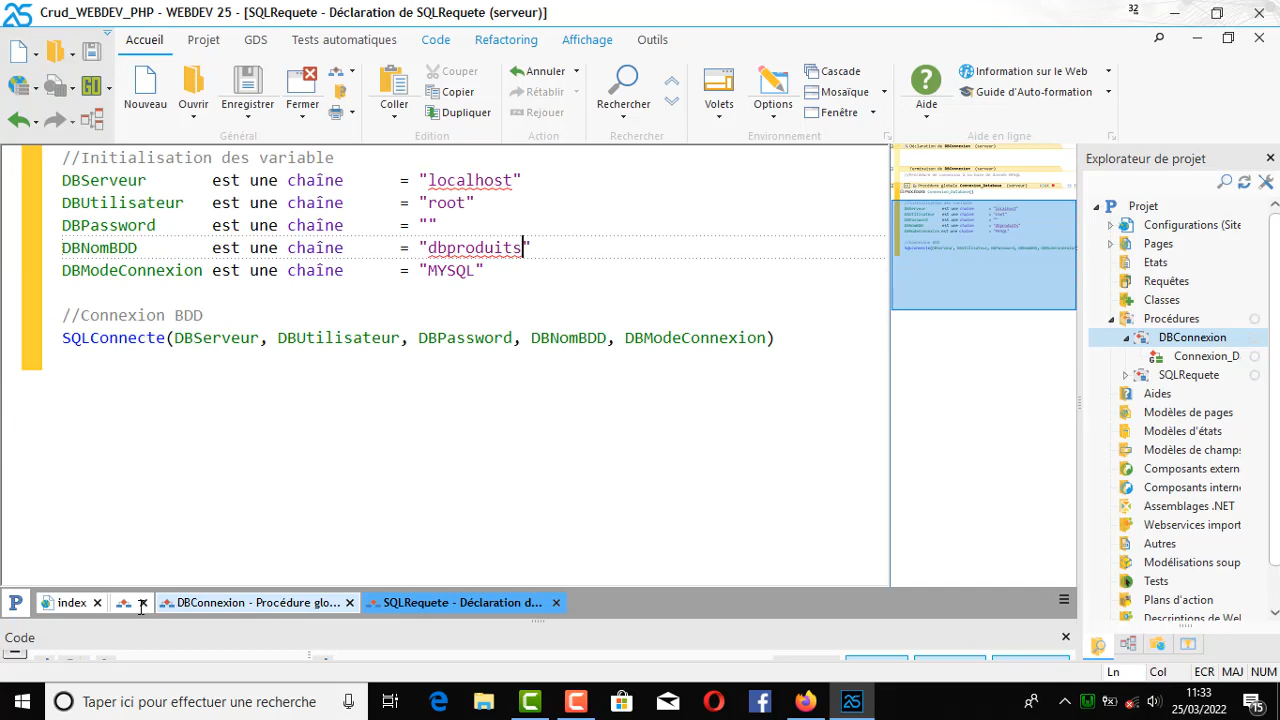 Crud_WEBDEV_PHP - WEBDEV 25 - [SQLRequete - Déclaration de SQLRequete (serveur)]
32
Accueil Projet GDS Tests automatiques Code Refactoring Affichage Outils
Nouveau Ouvrir Enregistrer Fermer
Général
Coller
Couper
Copier
Dupliquer
Edition
Annuler
Rétablir
Rejouer
Action
Rechercher
Rechercher
Volets Options
Cascade
Mosaïque
Fenêtre
Environnement
Aide
Information sur le Web
Guide d'Auto-formation
Aide en ligne
//Initialisation des variable
DBServeur est une chaîne = "localhost"
DBUtilisateur est une chaîne = "root"
DBPassword est une chaîne = ""
DBNomBDD est une chaîne = "dbproduits"
DBModeConnexion est une chaîne = "MYSQL"
//Connexion BDD
SQLConnecte(DBServeur, DBUtilisateur, DBPassword, DBNomBDD, DBModeConnexion)
Explorateur de projet
Projet
Configurations (Site
Pages
Etats
Requêtes
Classes
Procédures
DBConnexion
Connexion_D
SQLRequete
Aides
Modèles de pages
Modèles d'états
Modèles de champs
Composants extern
Composants interne
Assemblages .NET
Webservices import
Autres
Modélisations soup
Tests
Plans d'action
Descriptions de Web
index DBConnexion - Procédure glo... SQLRequete - Déclaration d...
Code
Ln Col ECR MAJ NUM
Taper ici pour effectuer une recherche
11:33
25/03/2022
15